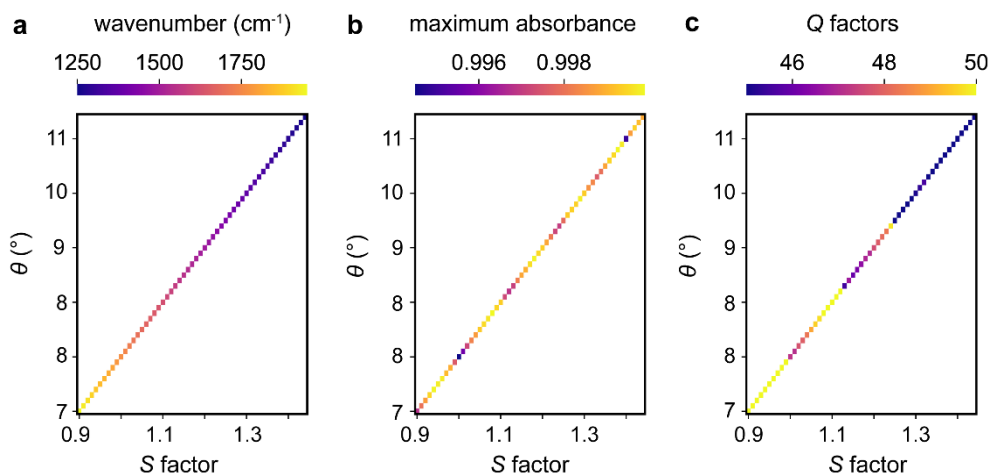 a wavenumber (cm⁻¹)
1250 1500 1750
11
10
9
8
8
7
θ (°)
0.9 1.1 1.3
S factor
b maximum absorbance
0.996 0.998
11
10
9
8
8
7
θ (°)
0.9 1.1 1.3
S factor
c Q factors
46 48 50
11
10
9
8
8
7
θ (°)
0.9 1.1 1.3
S factor